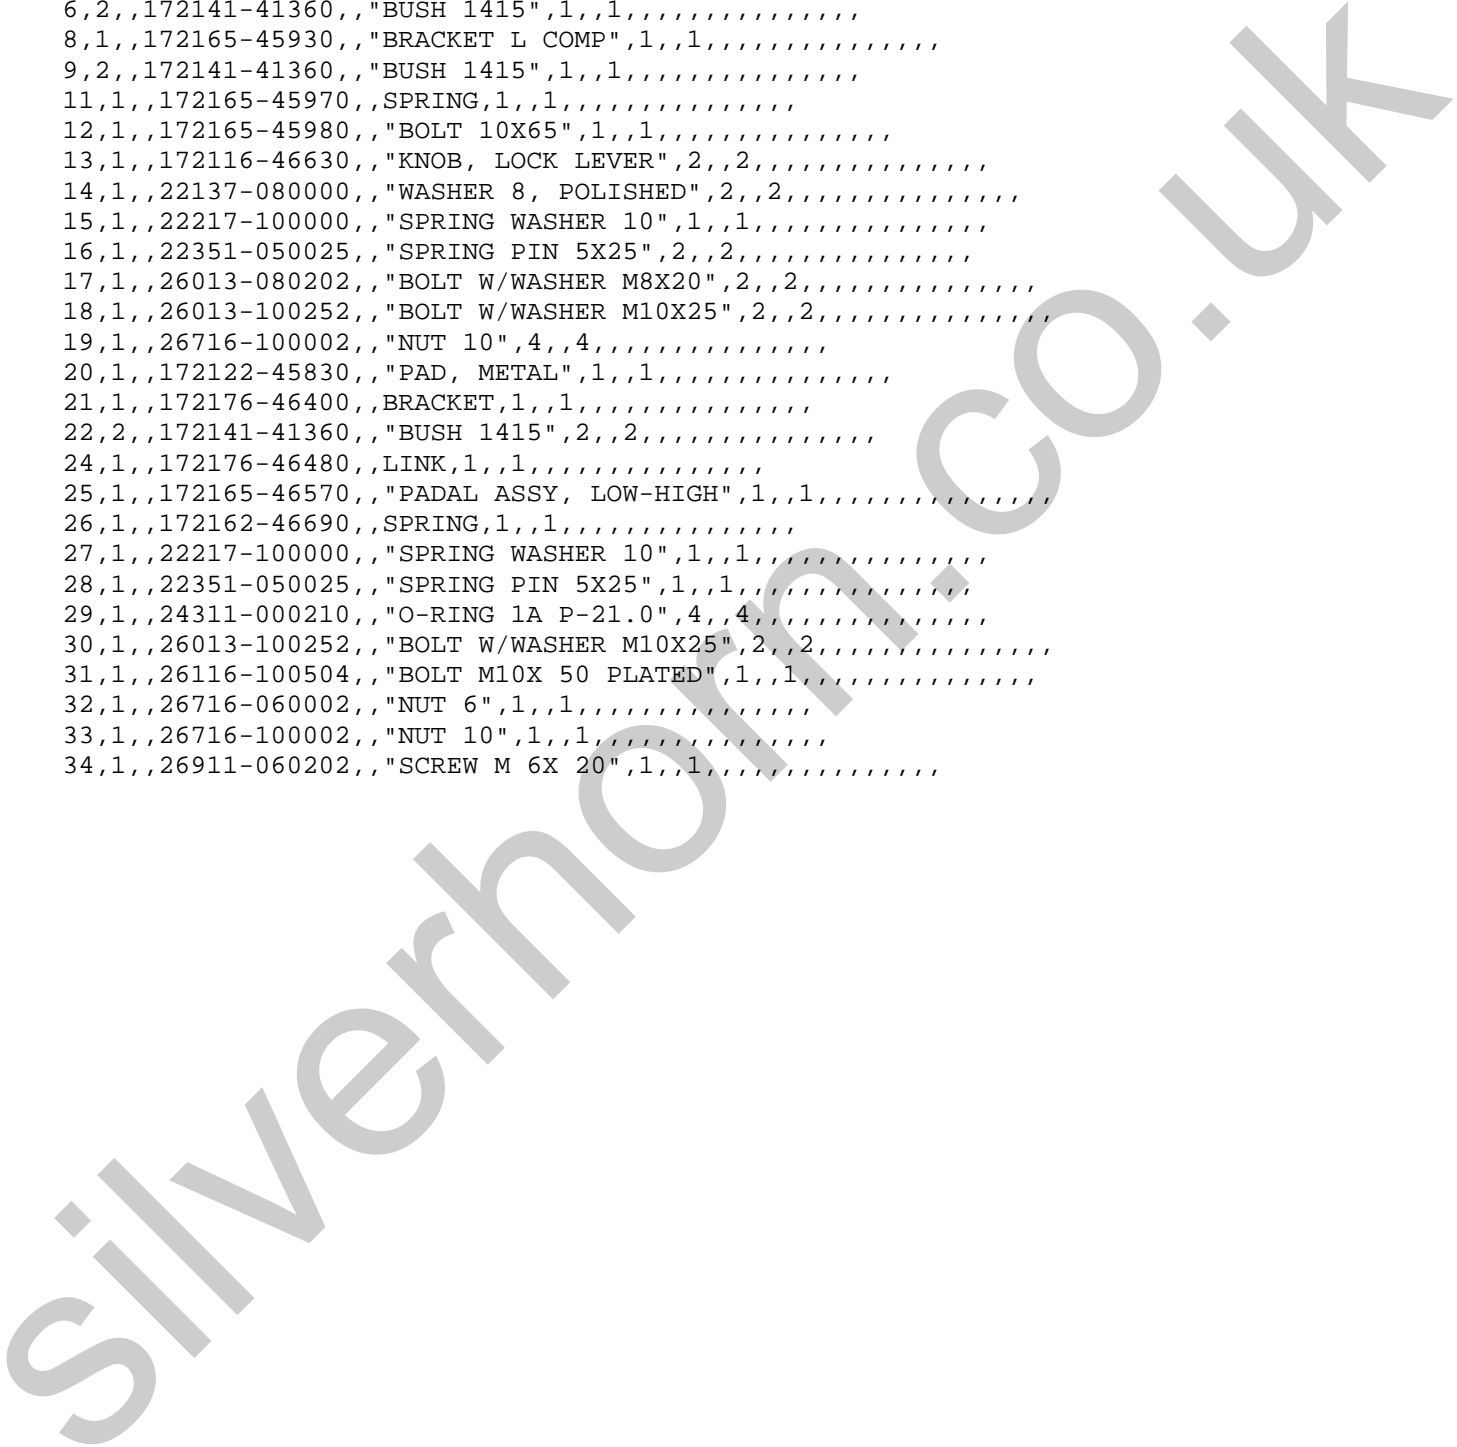 6,2,,172141-41360,,"BUSH 1415",1,,1,,,,,,,,,,,,,,,
8,1,,172165-45930,,"BRACKET L COMP",1,,1,,,,,,,,,,,,,,,
9,2,,172141-41360,,"BUSH 1415",1,,1,,,,,,,,,,,,,,,
11,1,,172165-45970,,SPRING,1,,1,,,,,,,,,,,,,,,
12,1,,172165-45980,,"BOLT 10X65",1,,1,,,,,,,,,,,,,,,
13,1,,172116-46630,,"KNOB, LOCK LEVER",2,,2,,,,,,,,,,,,,,,
14,1,,22137-080000,,"WASHER 8, POLISHED",2,,2,,,,,,,,,,,,,,,
15,1,,22217-100000,,"SPRING WASHER 10",1,,1,,,,,,,,,,,,,,,
16,1,,22351-050025,,"SPRING PIN 5X25",2,,2,,,,,,,,,,,,,,,
17,1,,26013-080202,,"BOLT W/WASHER M8X20",2,,2,,,,,,,,,,,,,,,
18,1,,26013-100252,,"BOLT W/WASHER M10X25",2,,2,,,,,,,,,,,,,,,
19,1,,26716-100002,,"NUT 10",4,,4,,,,,,,,,,,,,,,
20,1,,172122-45830,,"PAD, METAL",1,,1,,,,,,,,,,,,,,,
21,1,,172176-46400,,BRACKET,1,,1,,,,,,,,,,,,,,,
22,2,,172141-41360,,"BUSH 1415",2,,2,,,,,,,,,,,,,,,
24,1,,172176-46480,,LINK,1,,1,,,,,,,,,,,,,,,
25,1,,172165-46570,,"PADAL ASSY, LOW-HIGH",1,,1,,,,,,,,,,,,,,,
26,1,,172162-46690,,SPRING,1,,1,,,,,,,,,,,,,,,
27,1,,22217-100000,,"SPRING WASHER 10",1,,1,,,,,,,,,,,,,,,
28,1,,22351-050025,,"SPRING PIN 5X25",1,,1,,,,,,,,,,,,,,,
29,1,,24311-000210,,"O-RING 1A P-21.0",4,,4,,,,,,,,,,,,,,,
30,1,,26013-100252,,"BOLT W/WASHER M10X25",2,,2,,,,,,,,,,,,,,,
31,1,,26116-100504,,"BOLT M10X 50 PLATED",1,,1,,,,,,,,,,,,,,,
32,1,,26716-060002,,"NUT 6",1,,1,,,,,,,,,,,,,,,
33,1,,26716-100002,,"NUT 10",1,,1,,,,,,,,,,,,,,,
34,1,,26911-060202,,"SCREW M 6X 20",1,,1,,,,,,,,,,,,,,,
silverhorn.co.uk